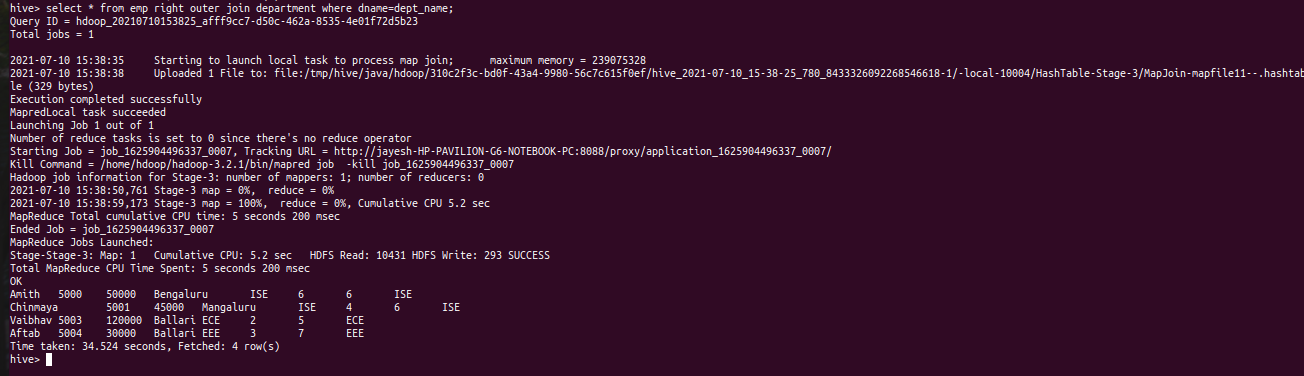 hive> select * from emp right outer join department where dname=dept_name;
Query ID = hdoop_20210710153825_afff9cc7-d50c-462a-8535-4e01f72d5b23
Total jobs = 1
2021-07-10 15:38:35 Starting to launch local task to process map join; maximum memory = 239075328
2021-07-10 15:38:38 Uploaded 1 File to: file:/tmp/hive/java/hdoop/310c2f3c-bd0f-43a4-9980-56c7c615f0ef/hive_2021-07-10_15-38-25_780_8433326092268546618-1/-local-10004/HashTable-Stage-3/MapJoin-mapfile11--.hashtab
le (329 bytes)
Execution completed successfully
MapredLocal task succeeded
Launching Job 1 out of 1
Number of reduce tasks is set to 0 since there's no reduce operator
Starting Job = job_1625904496337_0007, Tracking URL = http://jayesh-HP-PAVILION-G6-NOTEBOOK-PC:8088/proxy/application_1625904496337_0007/
Kill Command = /home/hdoop/hadoop-3.2.1/bin/mapred job -kill job_1625904496337_0007
Hadoop job information for Stage-3: number of mappers: 1; number of reducers: 0
2021-07-10 15:38:50,761 Stage-3 map = 0%, reduce = 0%
2021-07-10 15:38:59,173 Stage-3 map = 100%, reduce = 0%, Cumulative CPU 5.2 sec
MapReduce Total cumulative CPU time: 5 seconds 200 msec
Ended Job = job_1625904496337_0007
MapReduce Jobs Launched:
Stage-Stage-3: Map: 1 Cumulative CPU: 5.2 sec HDFS Read: 10431 HDFS Write: 293 SUCCESS
Total MapReduce CPU Time Spent: 5 seconds 200 msec
OK
Amith 5000 50000 Bengaluru ISE 6 6 ISE
Chinmaya 5001 45000 Mangaluru ISE 4 6 ISE
Vaibhav 5003 120000 Ballari ECE 2 5 ECE
Aftab 5004 30000 Ballari EEE 3 7 EEE
Time taken: 34.524 seconds, Fetched: 4 row(s)
hive>